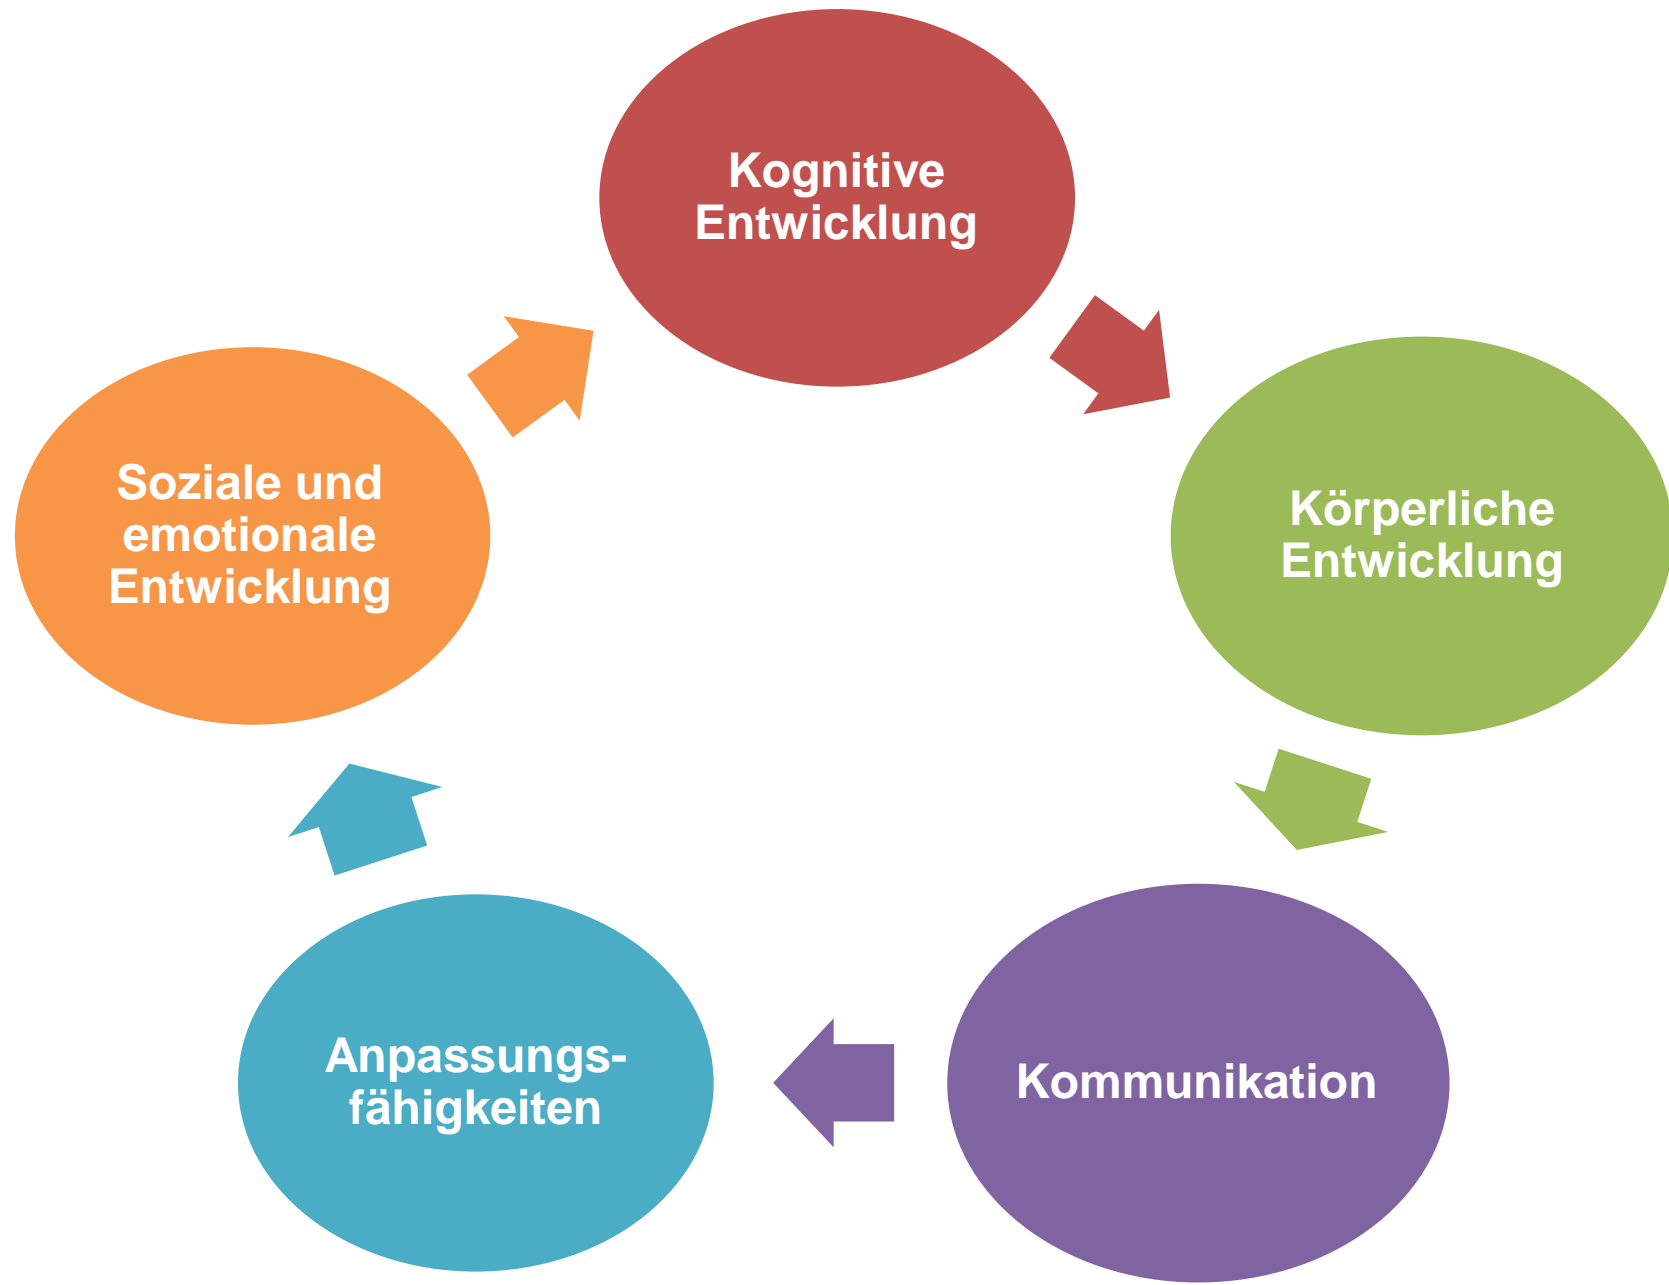 Kognitive
Entwicklung
Körperliche
Entwicklung
Kommunikation
Anpassungs-
fähigkeiten
Soziale und
emotionale
Entwicklung